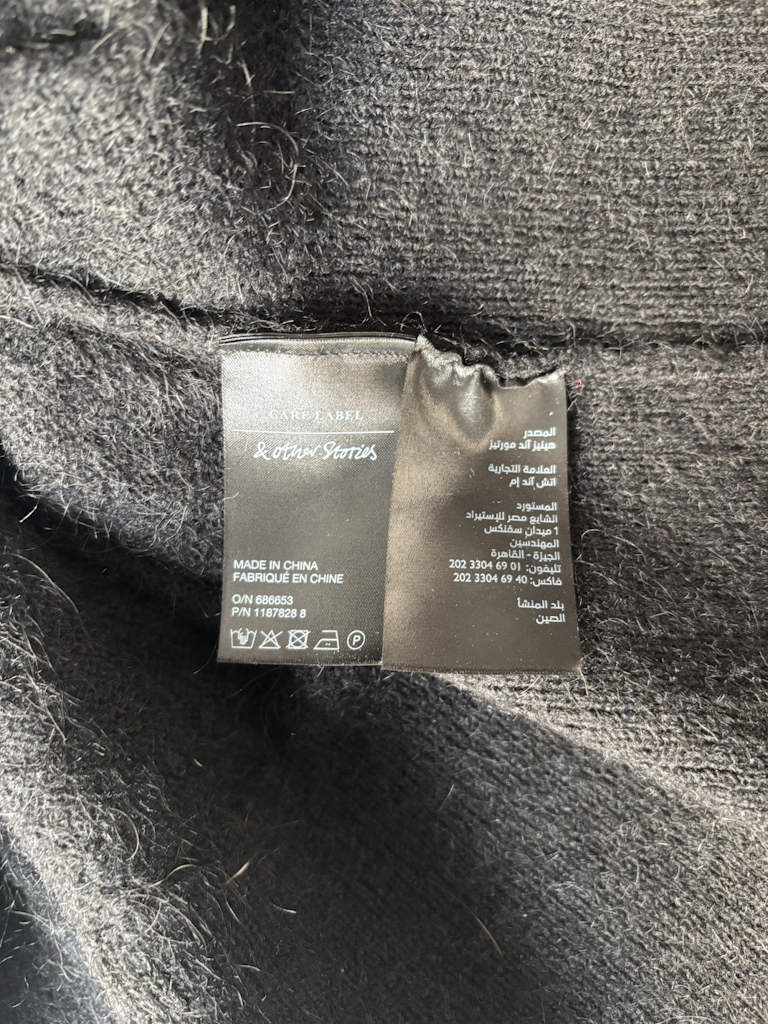 CARE LABEL
& other Stories
MADE IN CHINA
FABRIQUÉ EN CHINE
O/N 686653
P/N 1187828 8
P
المصدر
هينيز آند مورتيز
العلامة التجارية
اتش آند إم
المستورد
الشايع مصر للإستيراد
1 ميدان سفنكس
المهندسين
الجيزة - القاهرة
تليفون: 01 69 3304 202
فاكس: 40 69 3304 202
بلد المنشأ
الصين